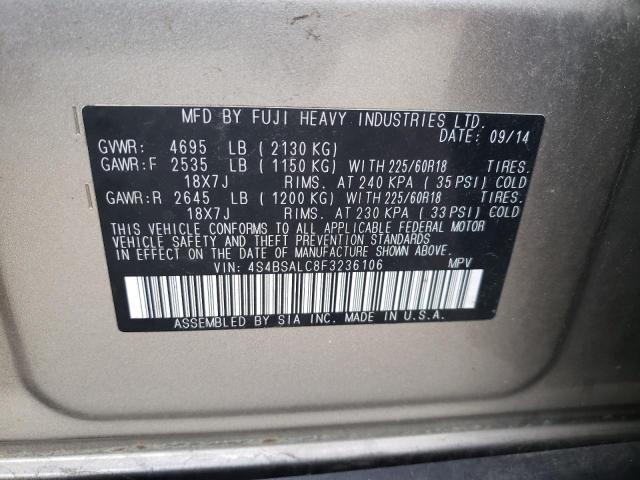 MFD BY FUJI HEAVY INDUSTRIES LTD.
DATE: 09/14
GVWR: 4695 LB (2130 KG)
GAWR:F 2535 LB (1150 KG) WITH 225/60R18 TIRES.
18X7J RIMS. AT 240 KPA (35 PSI) COLD
GAWR:R 2645 LB (1200 KG) WITH 225/60R18 TIRES.
18X7J RIMS. AT 230 KPA (33 PSI) COLD
THIS VEHICLE CONFORMS TO ALL APPLICABLE FEDERAL MOTOR
VEHICLE SAFETY AND THEFT PREVENTION STANDARDS
IN EFFECT ON THE DATE OF MANUFACTURE SHOWN ABOVE.
VIN: 4S4BSALC8F3236106 MPV
ASSEMBLED BY SIA INC. MADE IN U.S.A.